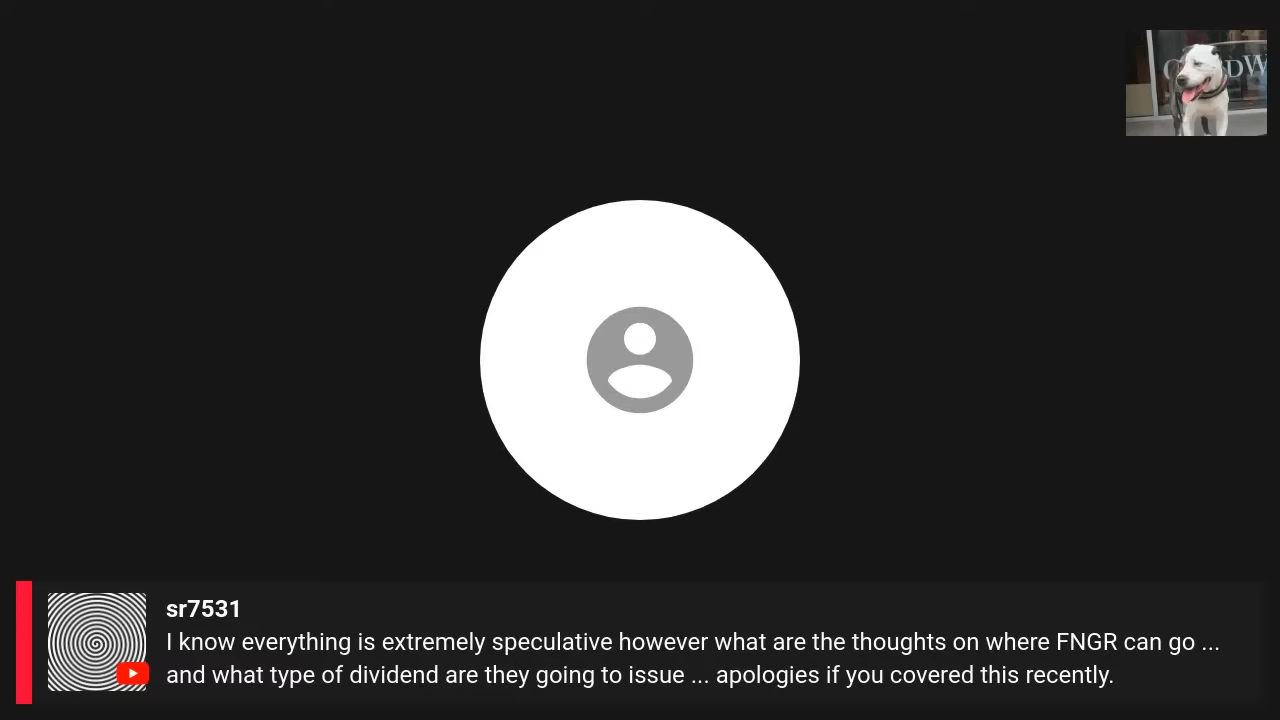 sr7531
I know everything is extremely speculative however what are the thoughts on where FNGR can go ...
and what type of dividend are they going to issue ... apologies if you covered this recently.